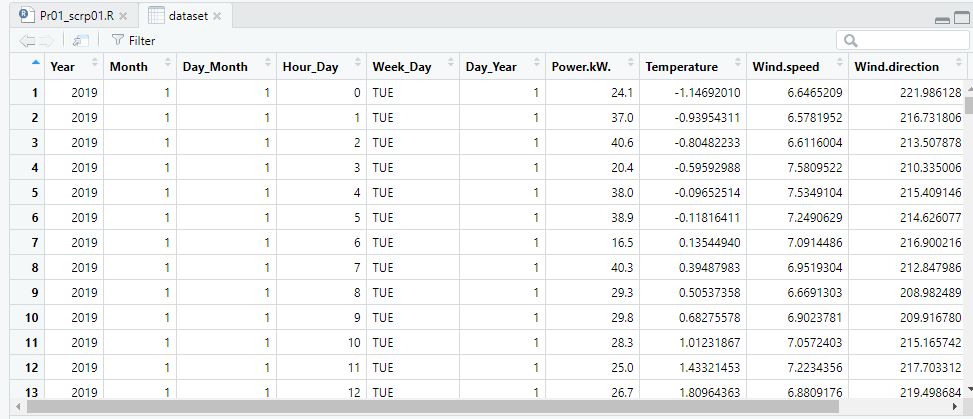 Pr01_scrp01.R dataset
Filter
Year Month Day_Month Hour_Day Week_Day Day_Year Power.kW. Temperature Wind.speed Wind.direction
1 2019 1 1 0 TUE 1 24.1 -1.14692010 6.6465209 221.986128
2 2019 1 1 1 TUE 1 37.0 -0.93954311 6.5781952 216.731806
3 2019 1 1 2 TUE 1 40.6 -0.80482233 6.6116004 213.507878
4 2019 1 1 3 TUE 1 20.4 -0.59592988 7.5809522 210.335006
5 2019 1 1 4 TUE 1 38.0 -0.09652514 7.5349104 215.409146
6 2019 1 1 5 TUE 1 38.9 -0.11816411 7.2490629 214.626077
7 2019 1 1 6 TUE 1 16.5 0.13544940 7.0914486 216.900216
8 2019 1 1 7 TUE 1 40.3 0.39487983 6.9519304 212.847986
9 2019 1 1 8 TUE 1 29.3 0.50537358 6.6691303 208.982489
10 2019 1 1 9 TUE 1 29.8 0.68275578 6.9023781 209.916780
11 2019 1 1 10 TUE 1 28.3 1.01231867 7.0572403 215.165742
12 2019 1 1 11 TUE 1 25.0 1.43321453 7.2234356 217.703312
13 2019 1 1 12 TUE 1 26.7 1.80964363 6.8809176 219.498684